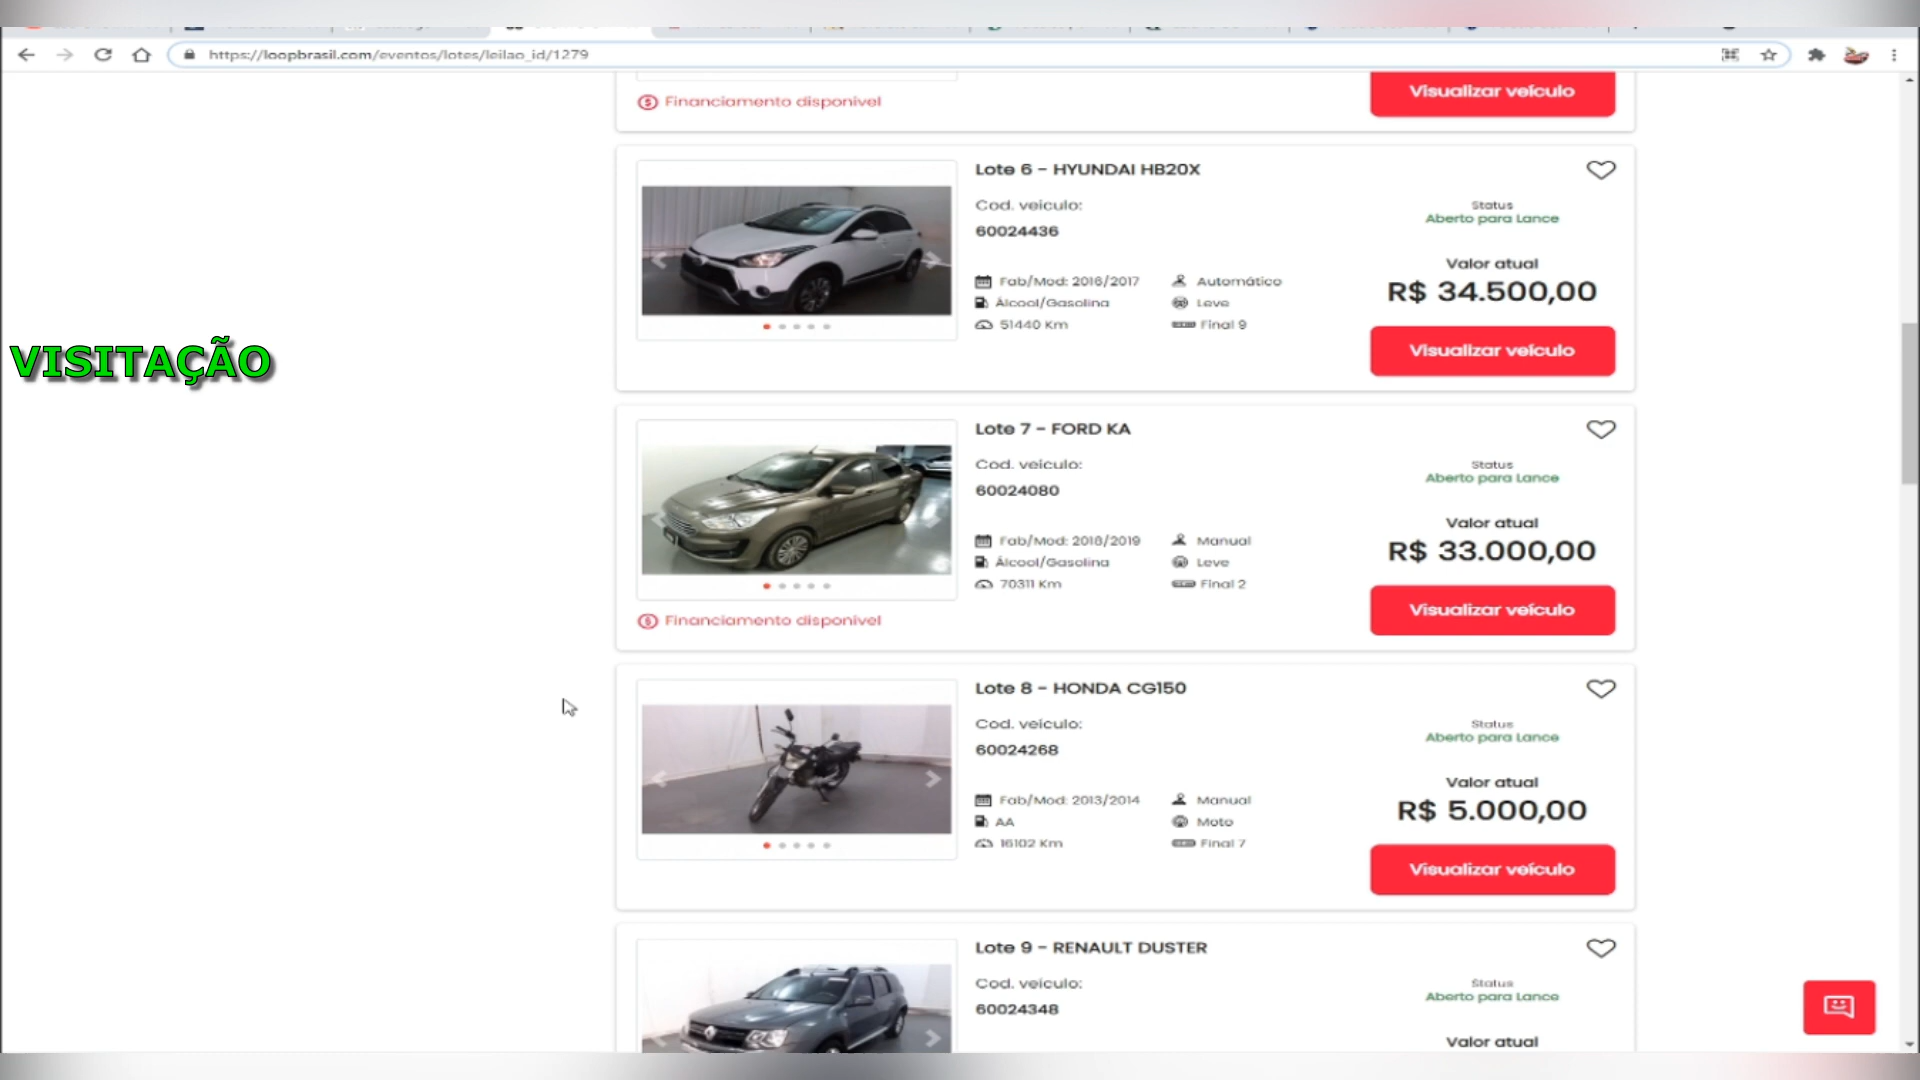 https://loopbrasil.com/eventos/lotes/leilao_id/1279
Financiamento disponível
Visualizar veículo
Lote 6 - HYUNDAI HB20X
Cod. veículo:
60024436
Fab/Mod: 2016/2017
Automático
Álcool/Gasolina
Leve
51440 Km
Final 9
Status
Aberto para Lance
Valor atual
R$ 34.500,00
Visualizar veículo
VISITAÇÃO
Lote 7 - FORD KA
Cod. veículo:
60024080
Fab/Mod: 2018/2019
Manual
Álcool/Gasolina
Leve
70311 Km
Final 2
Status
Aberto para Lance
Valor atual
R$ 33.000,00
Visualizar veículo
Financiamento disponível
Lote 8 - HONDA CG150
Cod. veículo:
60024268
Fab/Mod: 2013/2014
Manual
AA
Moto
16102 Km
Final 7
Status
Aberto para Lance
Valor atual
R$ 5.000,00
Visualizar veículo
Lote 9 - RENAULT DUSTER
Cod. veículo:
60024348
Status
Aberto para Lance
Valor atual